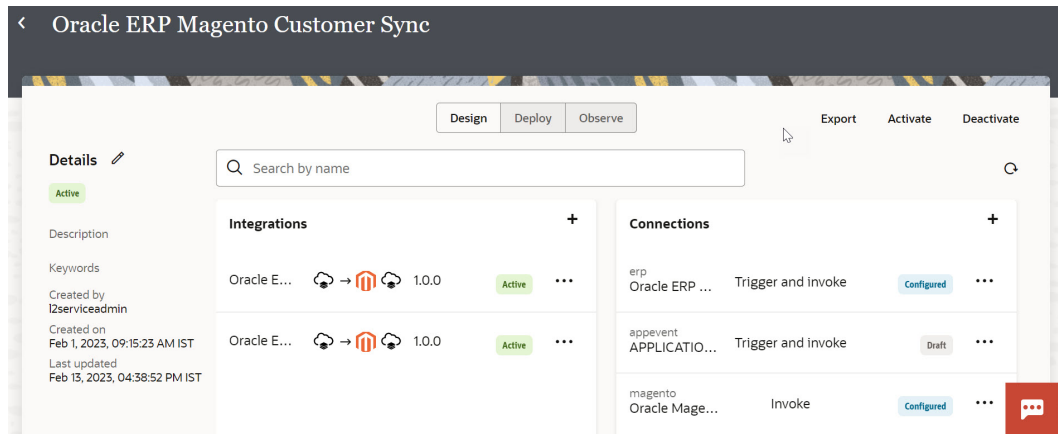 Oracle ERP Magento Customer Sync
Design Deploy Observe
Export Activate Deactivate
Details
Active
Description
Keywords
Created by
l2serviceadmin
Created on
Feb 1, 2023, 09:15:23 AM IST
Last updated
Feb 13, 2023, 04:38:52 PM IST
Search by name
Integrations +
Oracle E... 1.0.0 Active ...
Oracle E... 1.0.0 Active ...
Connections +
erp
Oracle ERP ... Trigger and invoke Configured ...
appevent
APPLICATIO... Trigger and invoke Draft ...
magento
Oracle Mage... Invoke Configured ...